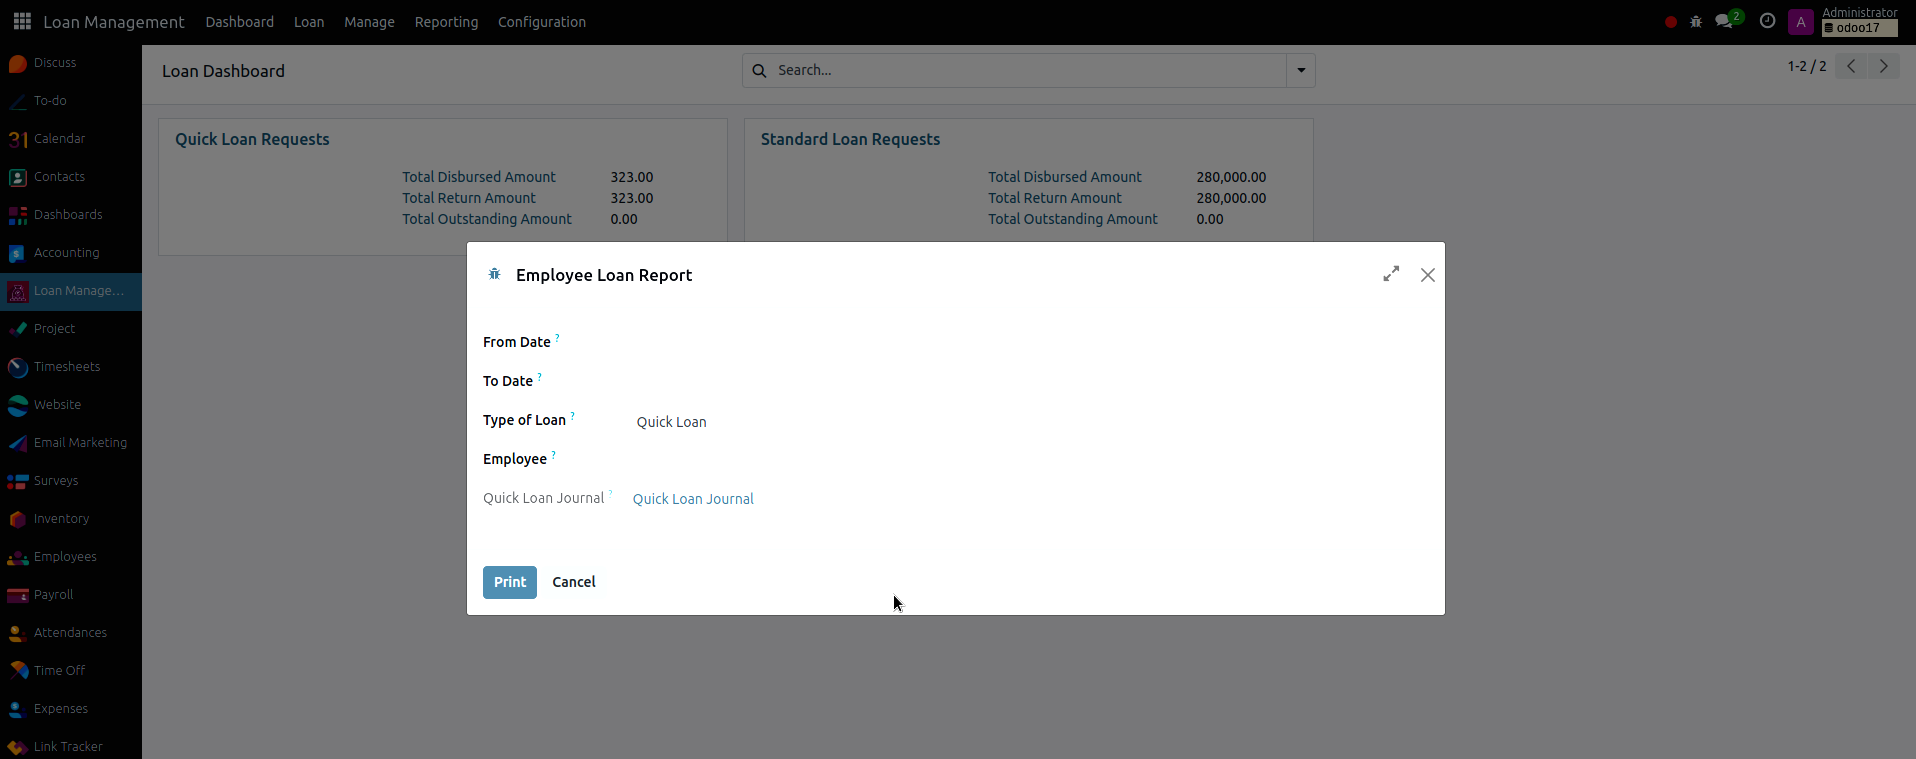 Loan Management Dashboard Loan Manage Reporting Configuration 2 A Administrator
odoo17
Discuss
To-do
31 Calendar
Contacts
Dashboards
Accounting
Loan Manage...
Project
Timesheets
Website
Email Marketing
Surveys
Inventory
Employees
Payroll
Attendances
Time Off
Expenses
Link Tracker
Loan Dashboard Search... 1-2 / 2
Quick Loan Requests
Total Disbursed Amount 323.00
Total Return Amount 323.00
Total Outstanding Amount 0.00
Standard Loan Requests
Total Disbursed Amount 280,000.00
Total Return Amount 280,000.00
Total Outstanding Amount 0.00
Employee Loan Report
From Date ?
To Date ?
Type of Loan ? Quick Loan
Employee ?
Quick Loan Journal ? Quick Loan Journal
Print Cancel